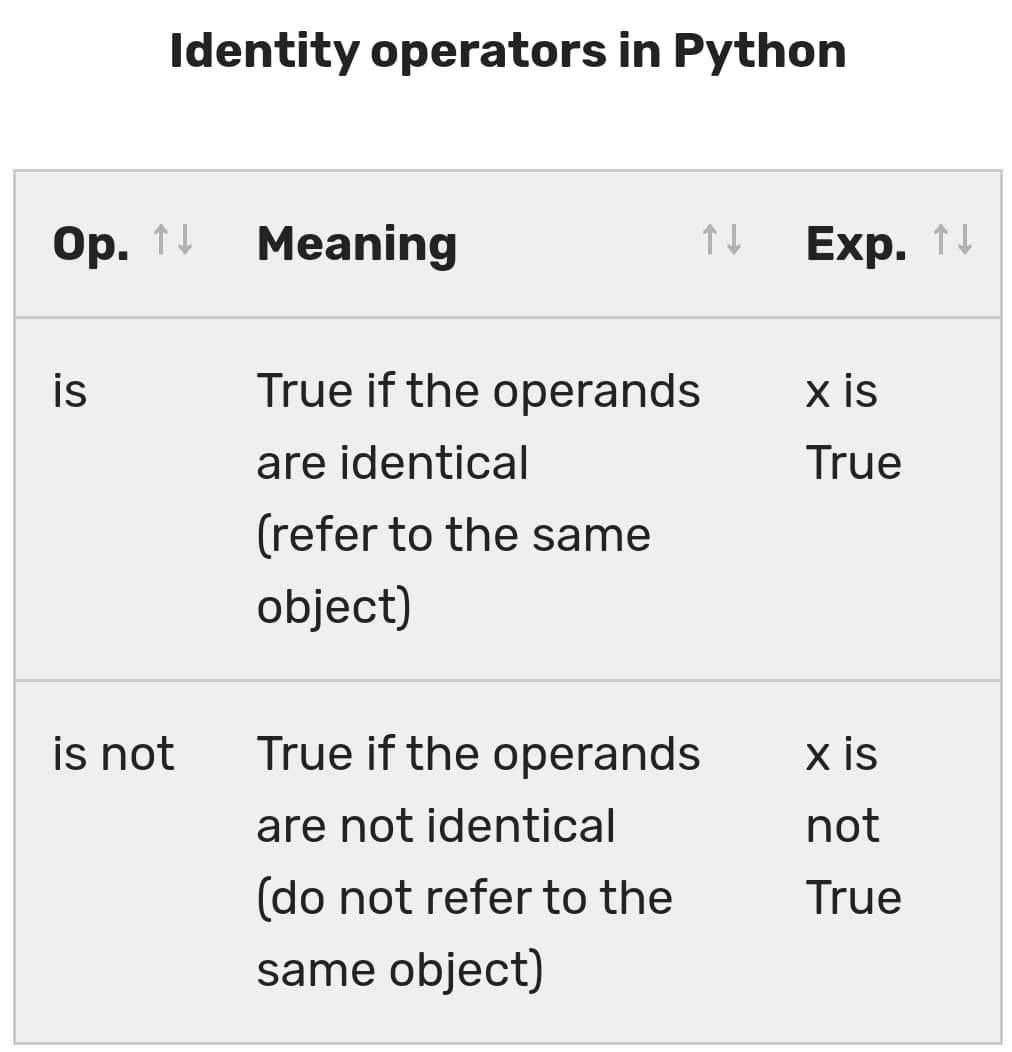 Identity operators in Python
Op. ↑↓ Meaning ↑↓ Exp. ↑↓
is
True if the operands
are identical
(refer to the same
object)
x is
True
is not
True if the operands
are not identical
(do not refer to the
same object)
x is
not
True